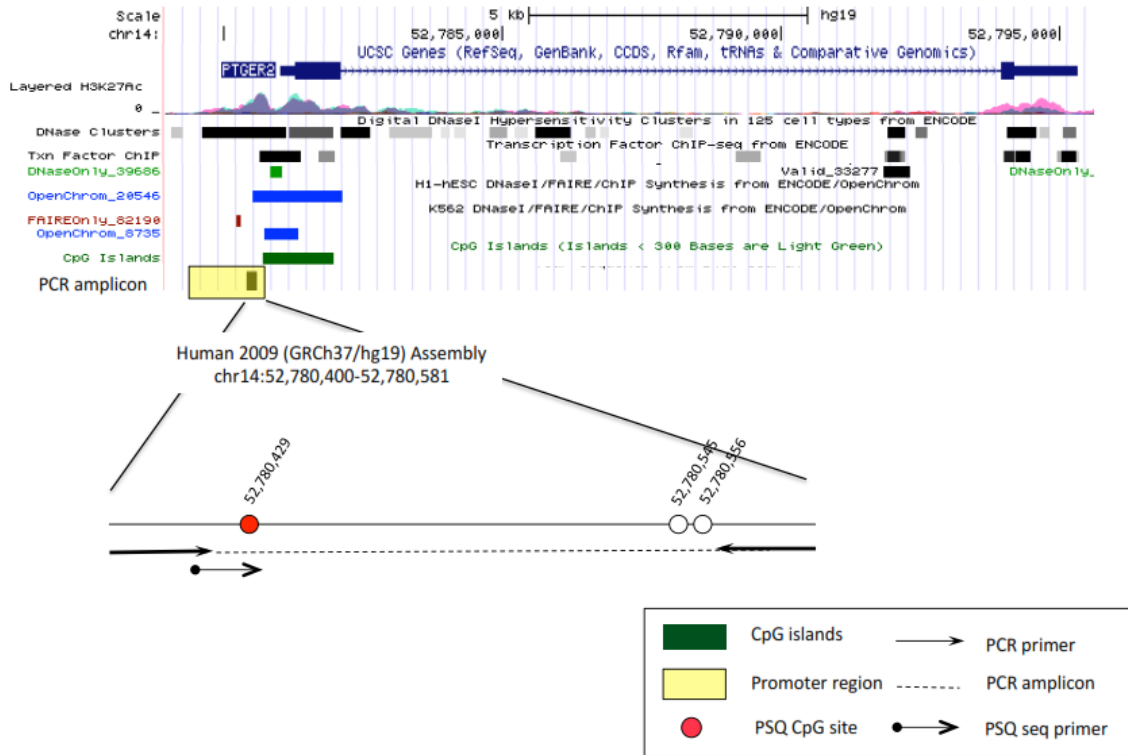 Scale 5 kb hg19
chr14: 52,785,000 52,790,000 52,795,000
UCSC Genes (RefSeq, GenBank, CCDS, Rfam, tRNAs & Comparative Genomics)
PTGER2
Layered H3K27Ac
0
Digital DNaseI Hypersensitivity Clusters in 125 cell types from ENCODE
DNase Clusters
Transcription Factor ChIP-seq from ENCODE
Txn Factor ChIP
DNaseOnly_39686 Valid_33277 DNaseOnly_
H1-hESC DNaseI/FAIRE/ChIP Synthesis from ENCODE/OpenChrom
OpenChrom_20546
K562 DNaseI/FAIRE/ChIP Synthesis from ENCODE/OpenChrom
FAIREOnly_82190
OpenChrom_8735
CpG Islands (Islands < 300 Bases are Light Green)
CpG Islands
PCR amplicon
Human 2009 (GRCh37/hg19) Assembly
chr14:52,780,400-52,780,581
52,780,429
52,780,545
52,780,556
CpG islands PCR primer
Promoter region PCR amplicon
PSQ CpG site PSQ seq primer